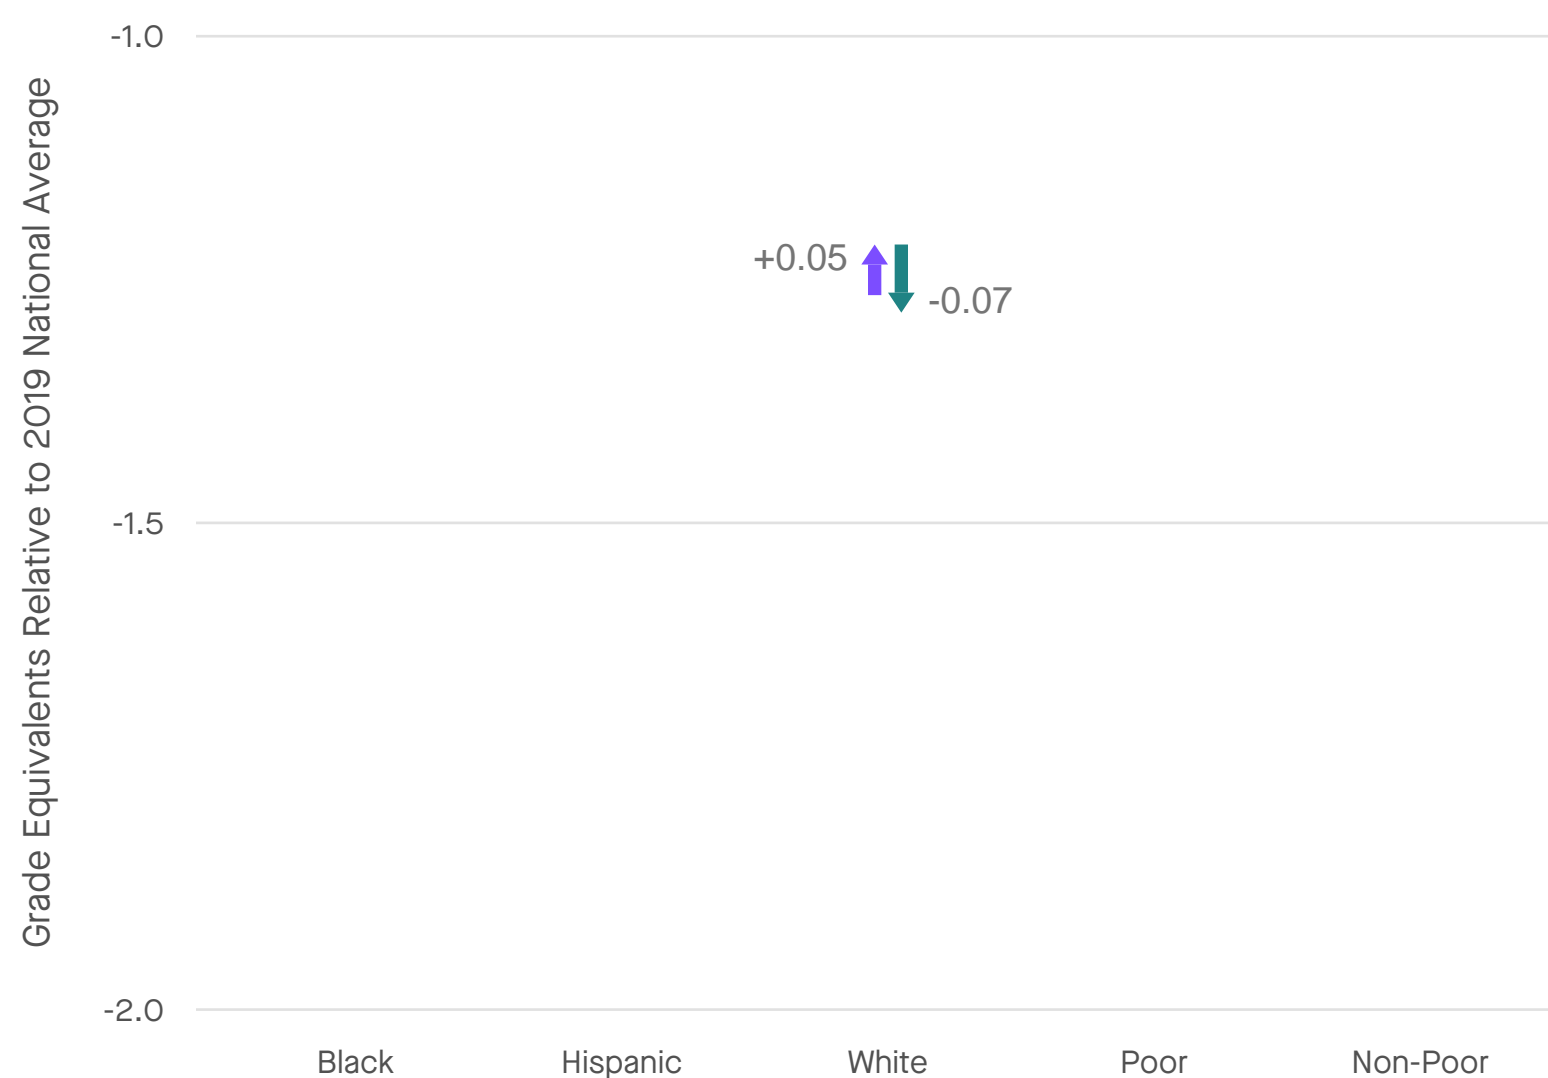 Grade Equivalents Relative to 2019 National Average
-1.0
+0.05
-0.07
-1.5
-2.0
Black
Hispanic
White
Poor
Non-Poor